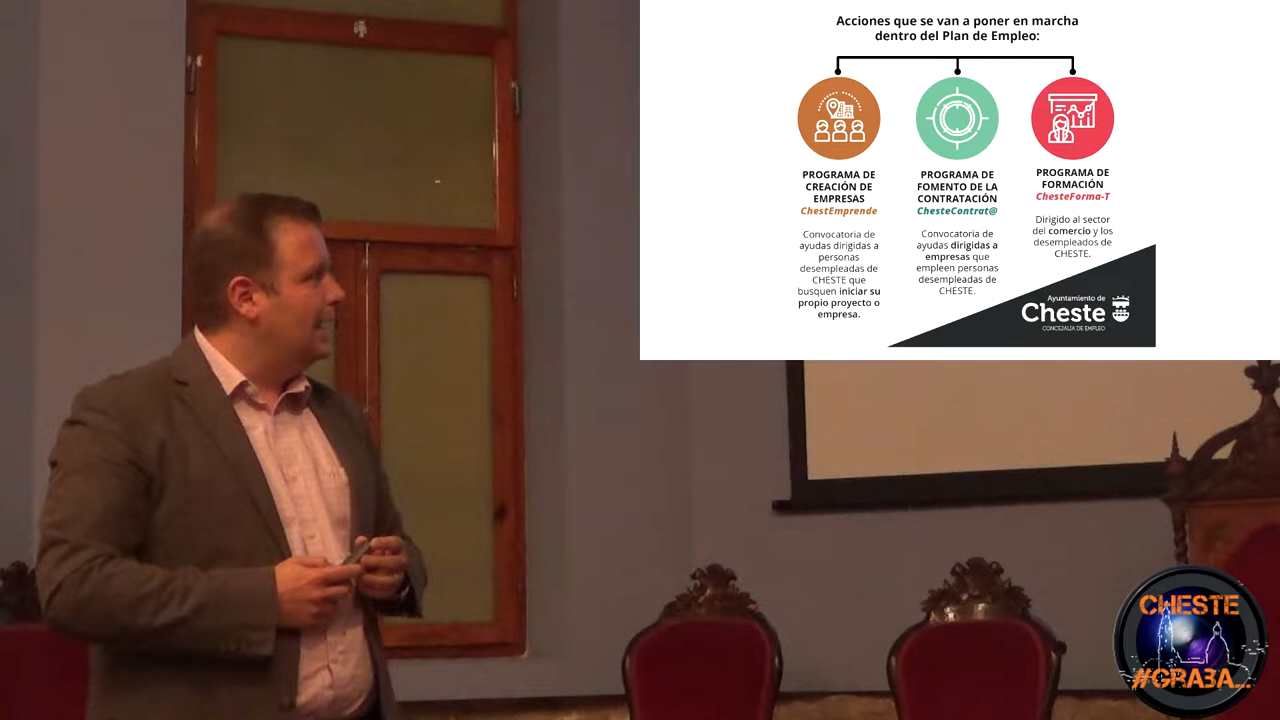 Acciones que se van a poner en marcha
dentro del Plan de Empleo:
PROGRAMA DE
CREACIÓN DE
EMPRESAS
ChestEmprende
Convocatoria de
ayudas dirigidas a
personas
desempleadas de
CHESTE que
busquen iniciar su
propio proyecto o
empresa.
PROGRAMA DE
FOMENTO DE LA
CONTRATACIÓN
ChesteContrat@
Convocatoria de
ayudas dirigidas a
empresas que
empleen personas
desempleadas de
CHESTE.
PROGRAMA DE
FORMACIÓN
ChesteForma-T
Dirigido al sector
del comercio y los
desempleados de
CHESTE.
Ayuntamiento de
Cheste
CONCEJALÍA DE EMPLEO
CHESTE
#GRABA...